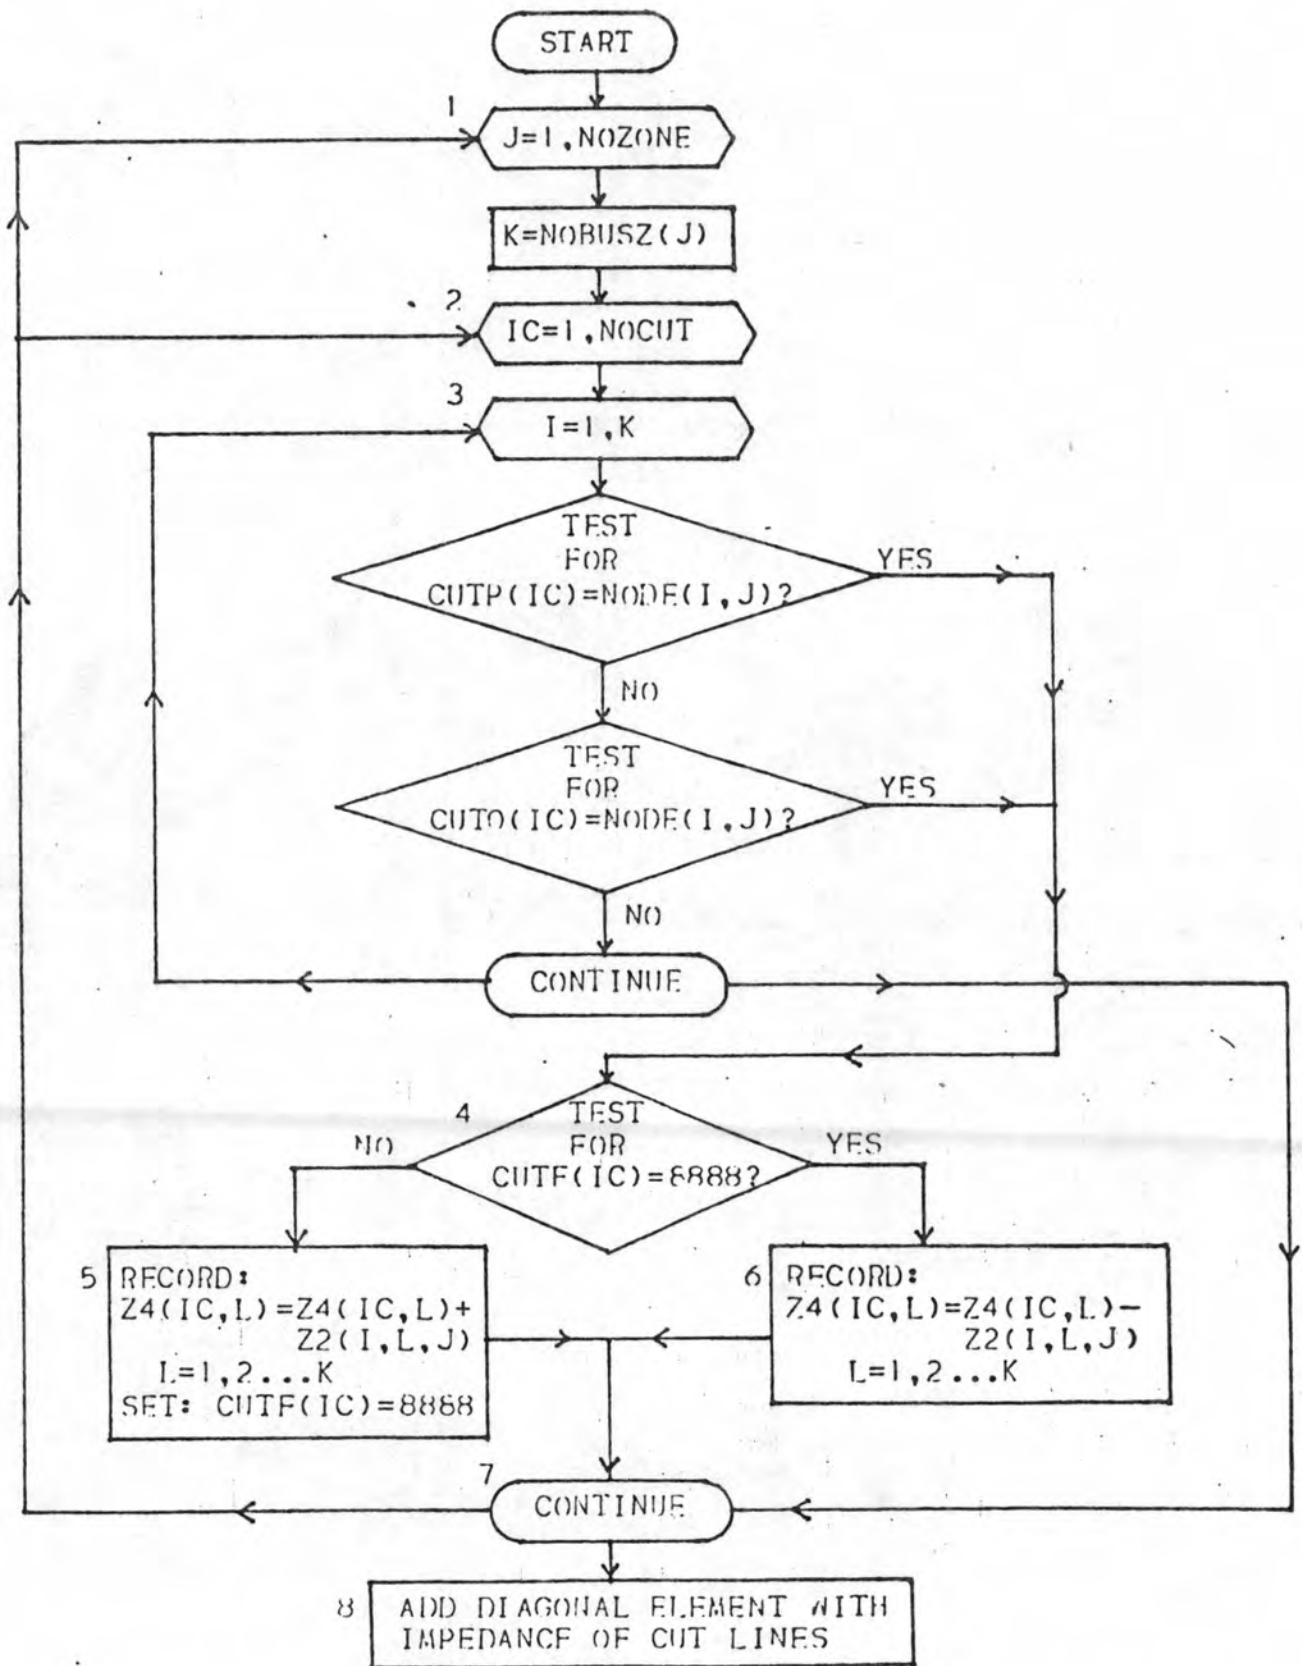 START
1
J=1,NOZONE
K=NOBUSZ(J)
2
IC=1,NOCUT
3
I=1,K
TEST
FOR
CUTP(IC)=NODE(I,J)?
YES
NO
TEST
FOR
CUTQ(IC)=NODE(I,J)?
YES
NO
CONTINUE
4
TEST
FOR
CUTF(IC)=8888?
NO
YES
5
RECORD:
Z4(IC,L)=Z4(IC,L)+
Z2(I,L,J)
L=1,2...K
SET: CUTF(IC)=8888
6
RECORD:
Z4(IC,L)=Z4(IC,L)-
Z2(I,L,J)
L=1,2...K
7
CONTINUE
8
ADD DIAGONAL ELEMENT WITH
IMPEDANCE OF CUT LINES